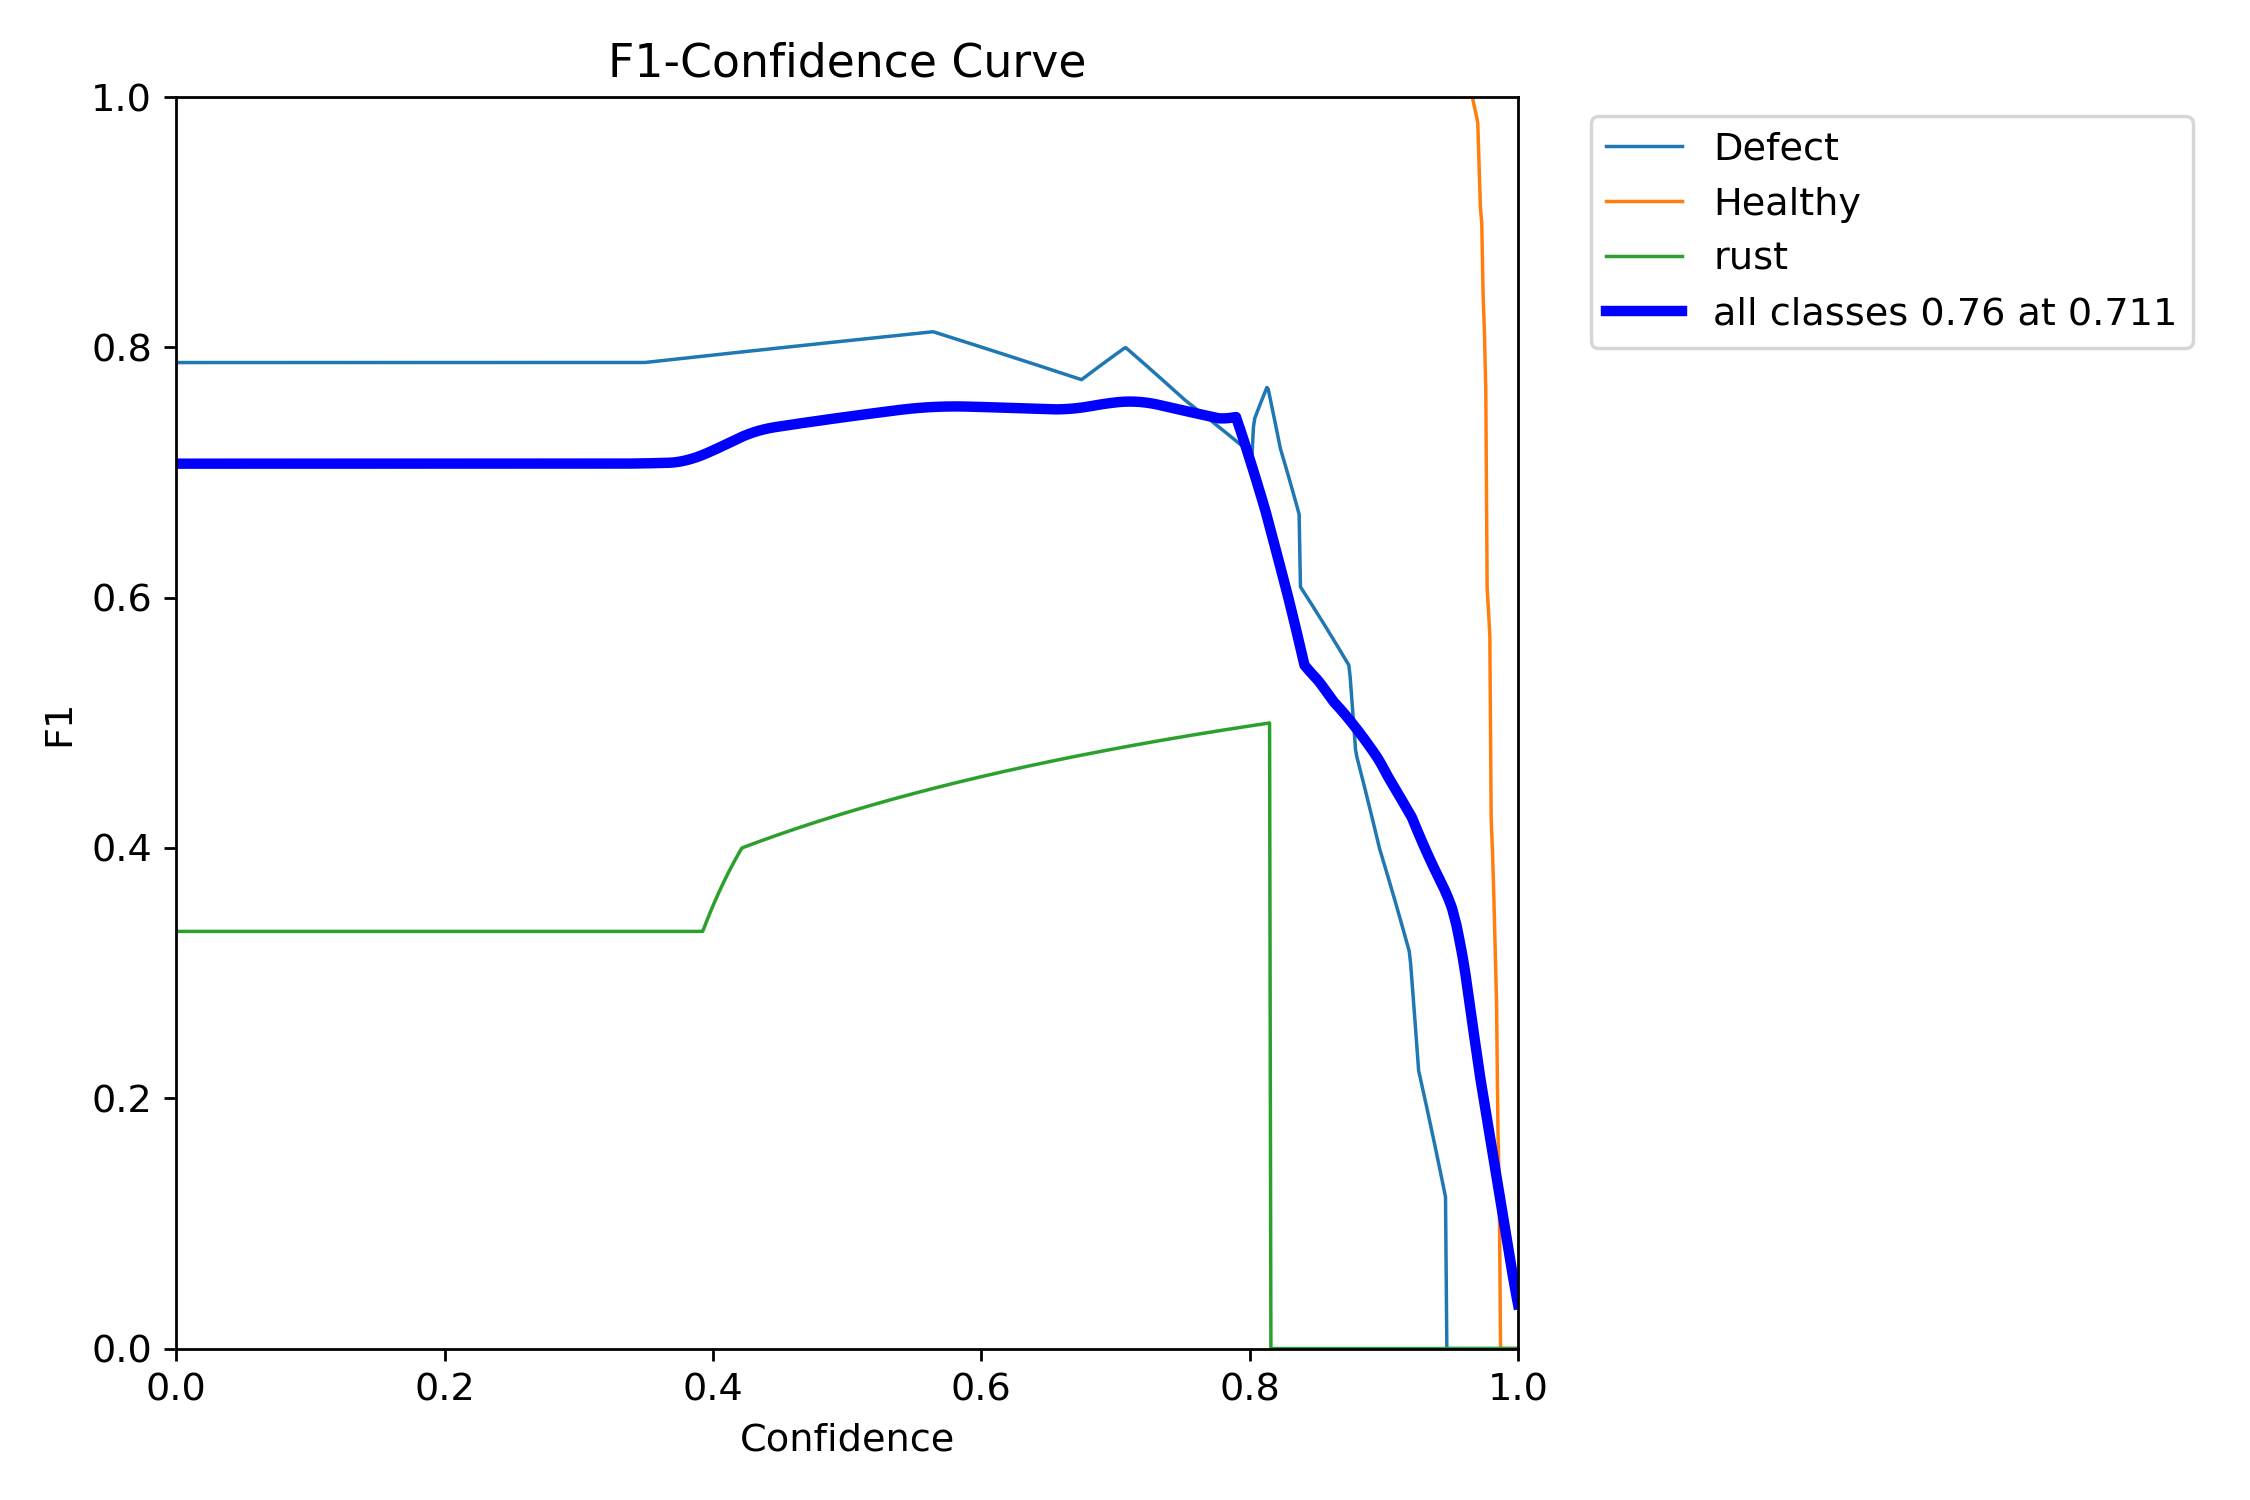 F1-Confidence Curve
1.0
0.8
0.6
0.4
0.2
0.0
F1
0.0 0.2 0.4 0.6 0.8 1.0
Confidence
Defect
Healthy
rust
all classes 0.76 at 0.711